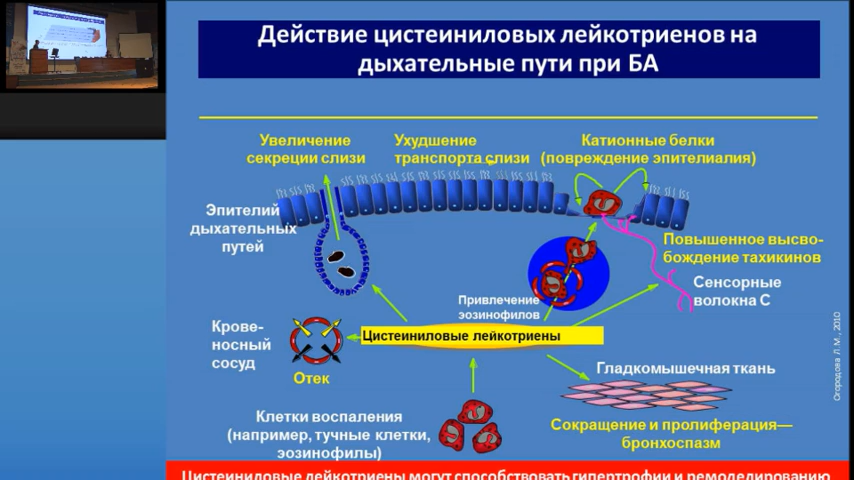 Действие цистеиниловых лейкотриенов на
дыхательные пути при БА
Увеличение
секреции слизи
Ухудшение
транспорта слизи
Катионные белки
(повреждение эпителиалия)
Эпителий
дыхательных
путей
Повышенное высво-
бождение тахикинов
Сенсорные
волокна С
Привлечение
эозинофилов
Крове-
носный
сосуд
Цистеиниловые лейкотриены
Отек
Гладкомышечная ткань
Клетки воспаления
(например, тучные клетки,
эозинофилы)
Сокращение и пролиферация—
бронхоспазм
Огородова Л.М., 2010
Цистеиниловые лейкотриены могут способствовать гипертрофии и ремоделированию